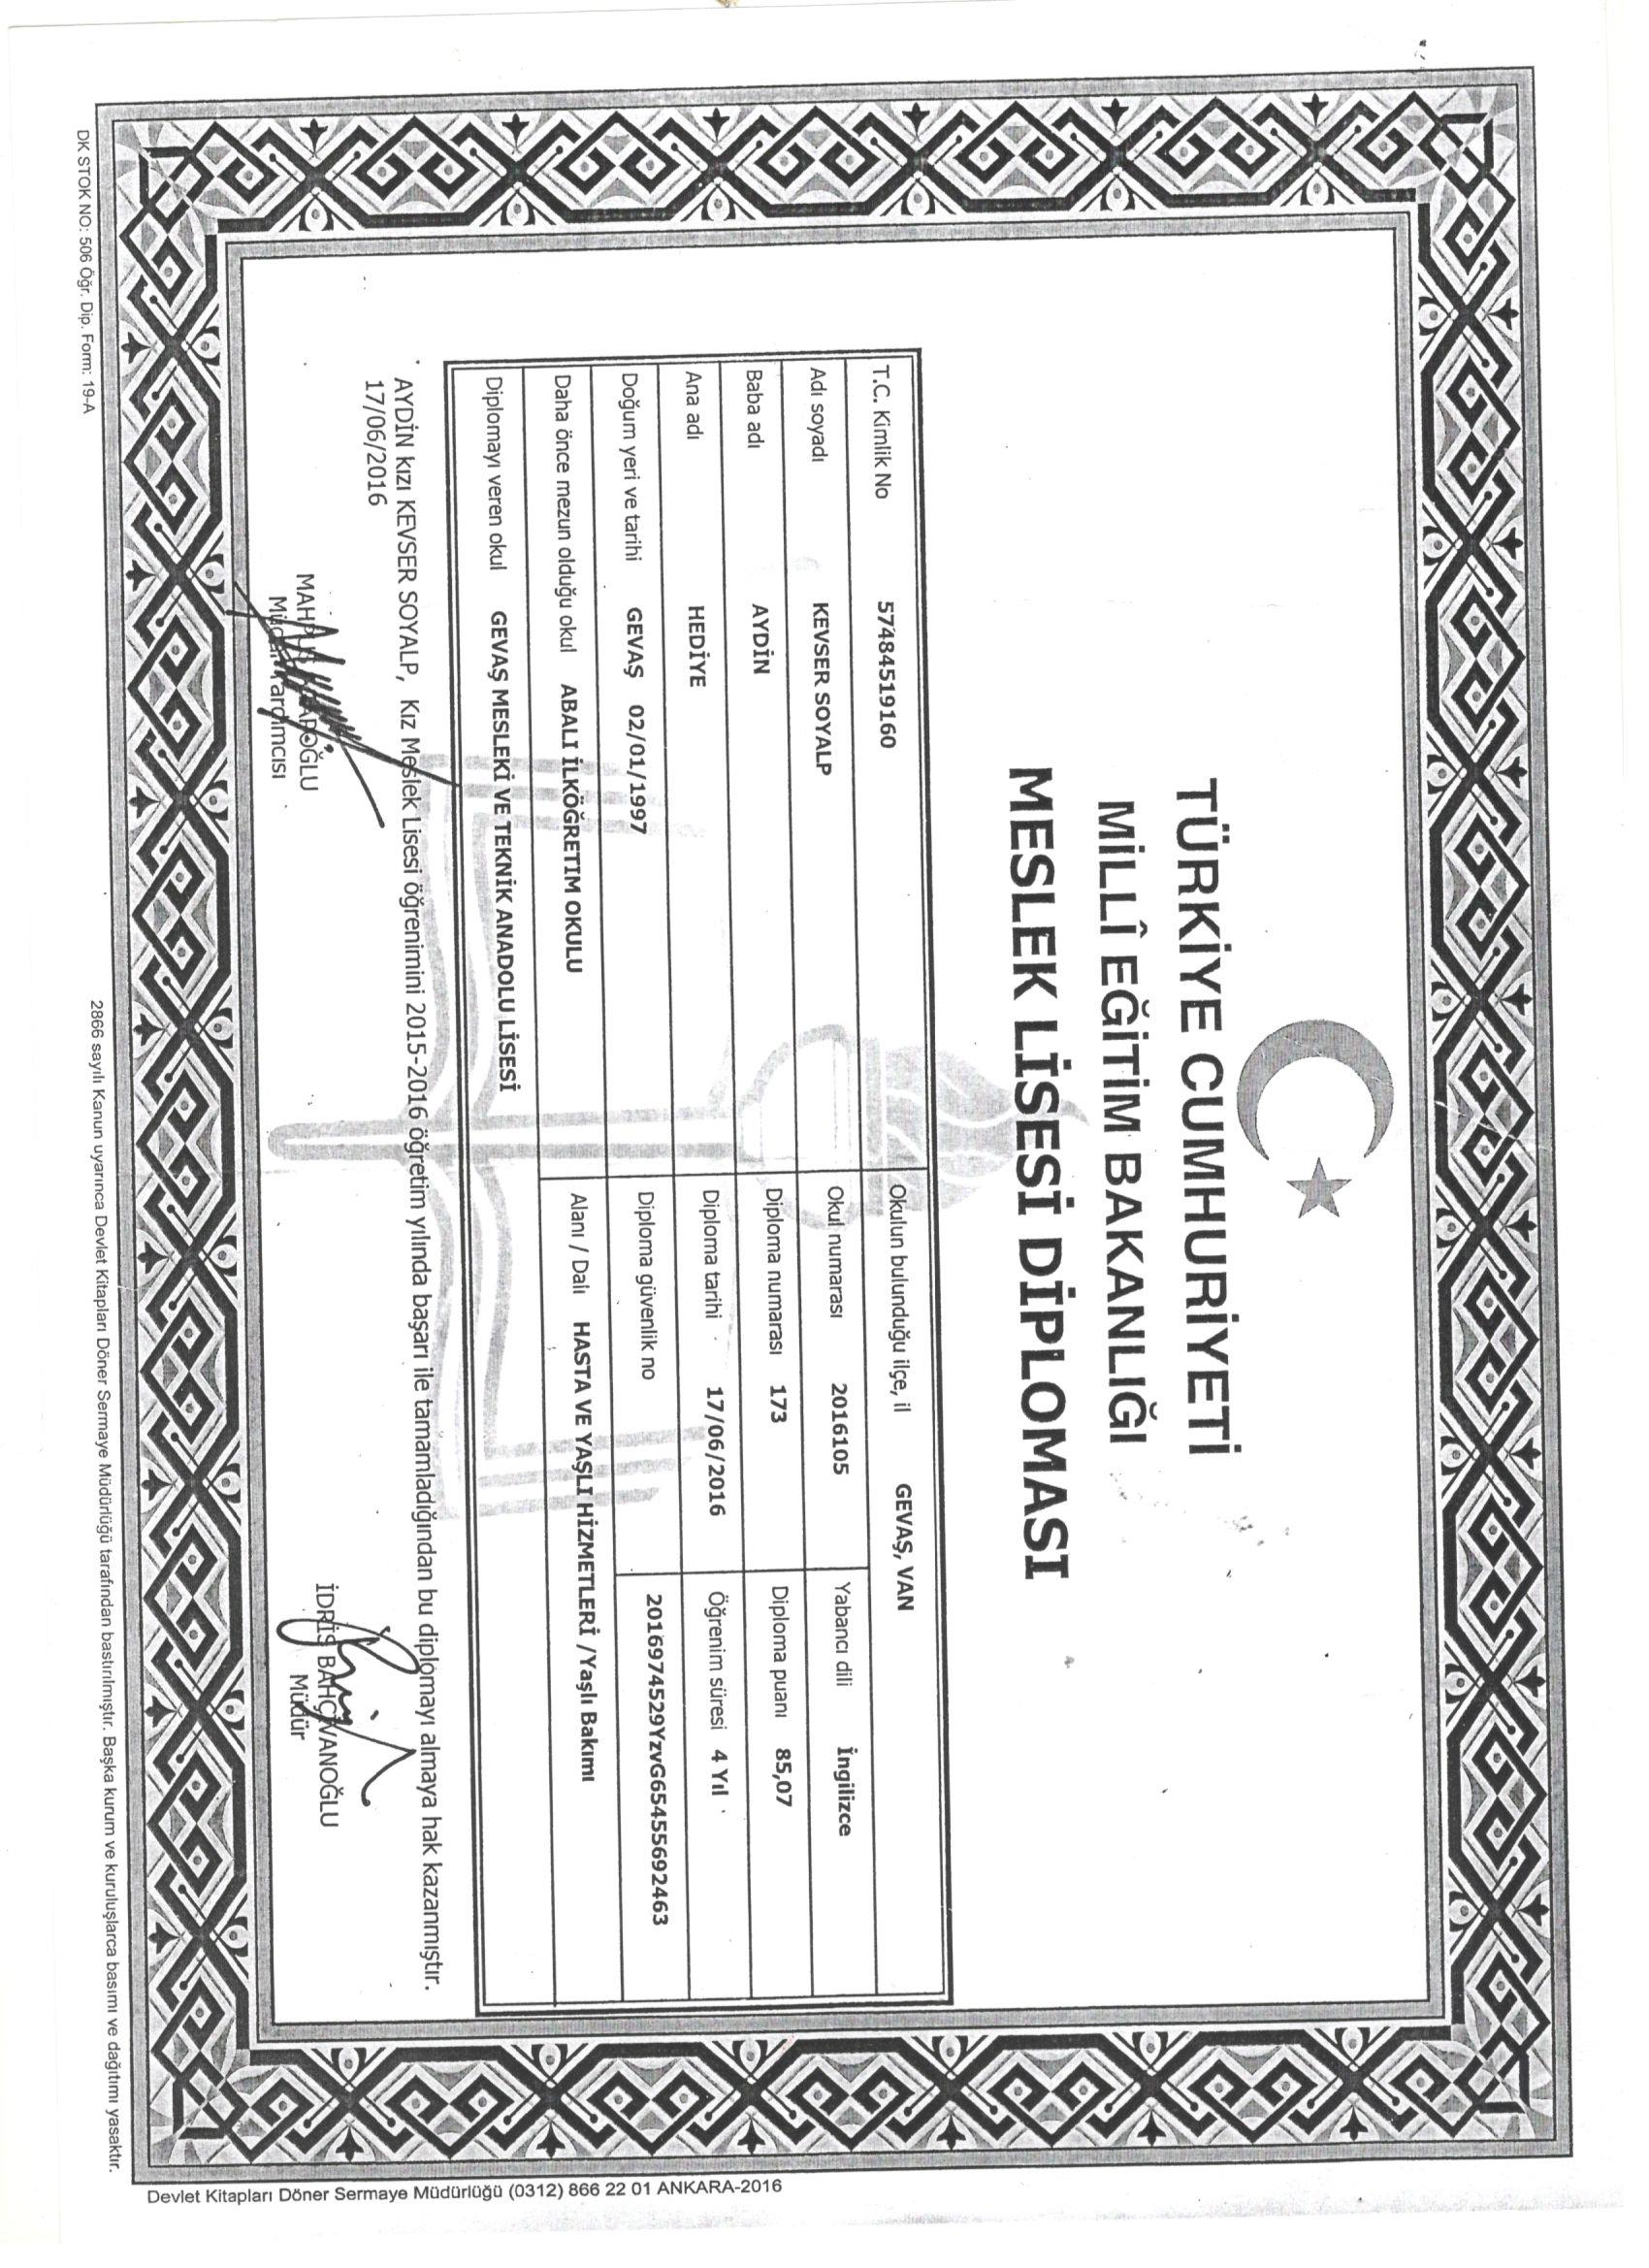 TÜRKİYE CUMHURİYETİ
MİLLÎ EĞİTİM BAKANLIĞI
MESLEK LİSESİ DİPLOMASI
T.C. Kimlik No 57484519160 Okulun bulunduğu ilçe, il GEVAŞ, VAN
Adı soyadı KEVSER SOYALP Okul numarası 2016105 Yabancı dili İngilizce
Baba adı AYDİN Diploma numarası 173 Diploma puanı 85,07
Ana adı HEDİYE Diploma tarihi 17/06/2016 Öğrenim süresi 4 Yıl
Doğum yeri ve tarihi GEVAŞ 02/01/1997 Diploma güvenlik no 2016974529YzvG65455692463
Daha önce mezun olduğu okul ABALI İLKÖĞRETIM OKULU Alanı / Dalı HASTA VE YAŞLI HİZMETLERİ /Yaşlı Bakımı
Diplomayı veren okul GEVAŞ MESLEKİ VE TEKNİK ANADOLU LİSESİ
AYDİN kızı KEVSER SOYALP, Kız Meslek Lisesi öğrenimini 2015-2016 öğretim yılında başarı ile tamamladığından bu diplomayı almaya hak kazanmıştır.
17/06/2016
İDRİS BAHÇİVANOĞLU
Müdür Yardımcısı Müdür
DK STOK NO: 506 Öğr. Dip. Form: 19-A 2866 sayılı Kanun uyarınca Devlet Kitapları Döner Sermaye Müdürlüğü tarafından bastırılmıştır. Başka kurum ve kuruluşlarca basımı ve dağıtımı yasaktır.
Devlet Kitapları Döner Sermaye Müdürlüğü (0312) 866 22 01 ANKARA-2016